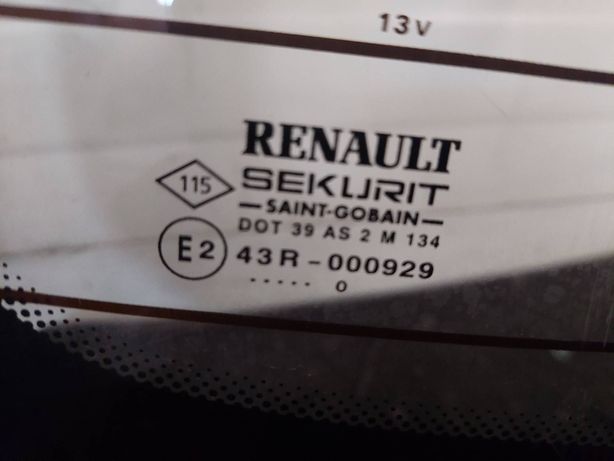 13V
RENAULT
115 SEKURIT
SAINT-GOBAIN
DOT 39 AS 2 M 134
E2 43R-000929
..... 0